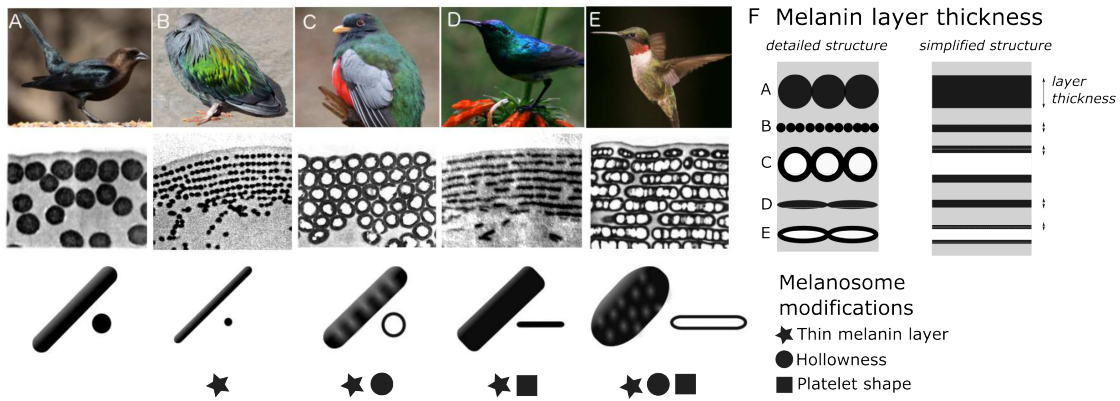 A
B
C
D
E
F Melanin layer thickness
detailed structure
simplified structure
A
B
C
D
E
layer
thickness
Melanosome
modifications
Thin melanin layer
Hollowness
Platelet shape